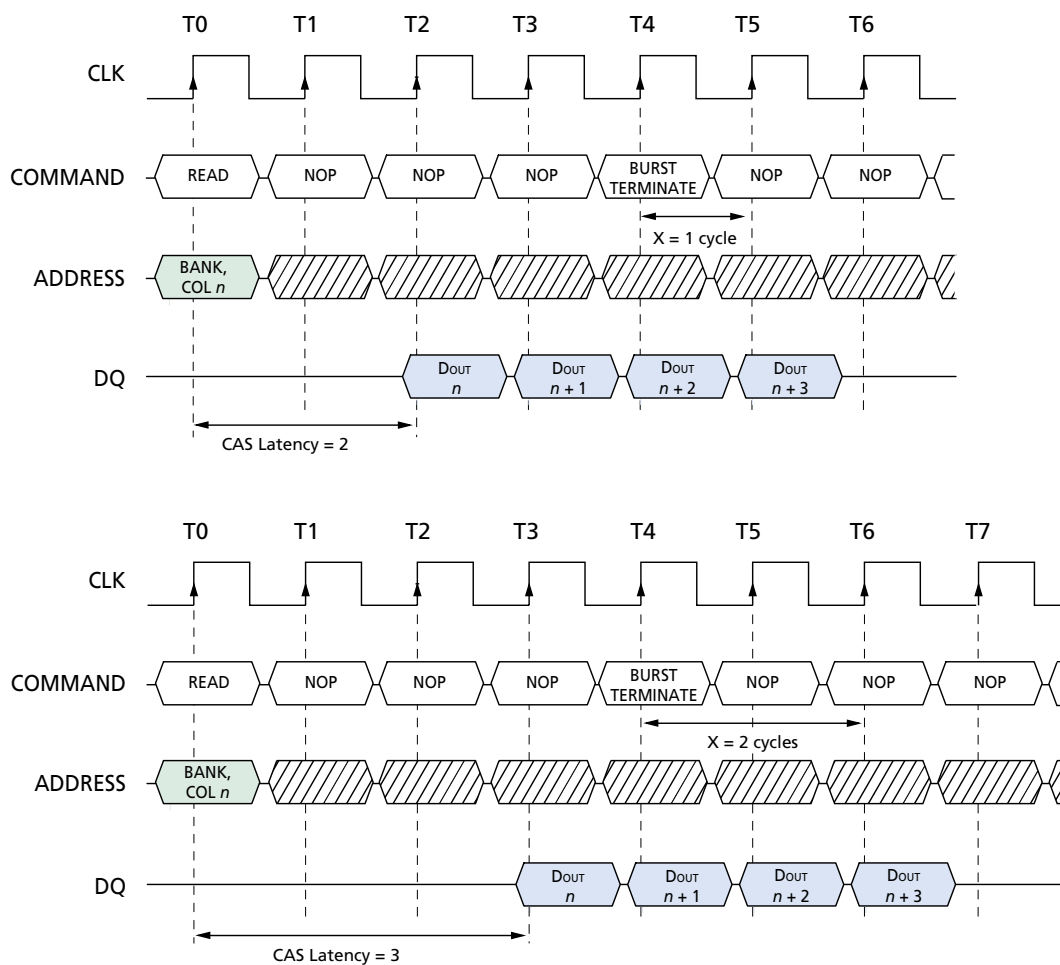 T0 T1 T2 T3 T4 T5 T6
CLK
COMMAND READ NOP NOP NOP BURST TERMINATE NOP NOP
X = 1 cycle
ADDRESS BANK, COL n
DQ DOUT n DOUT n + 1 DOUT n + 2 DOUT n + 3
CAS Latency = 2
T0 T1 T2 T3 T4 T5 T6 T7
CLK
COMMAND READ NOP NOP NOP BURST TERMINATE NOP NOP NOP
X = 2 cycles
ADDRESS BANK, COL n
DQ DOUT n DOUT n + 1 DOUT n + 2 DOUT n + 3
CAS Latency = 3